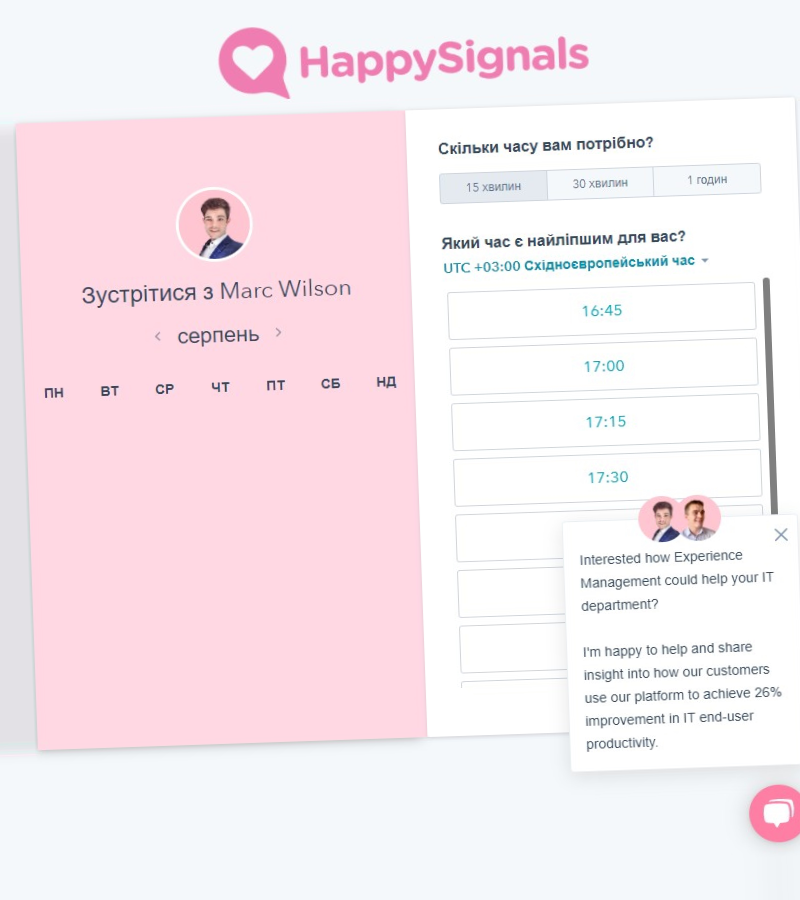 HappySignals
Зустрітися з Marc Wilson
серпень
ПН ВТ СР ЧТ ПТ СБ НД
Скільки часу вам потрібно?
15 хвилин 30 хвилин 1 годин
Який час є найліпшим для вас?
UTC +03:00 Східноєвропейський час
16:45
17:00
17:15
17:30
Interested how Experience
Management could help your IT
department?
I'm happy to help and share
insight into how our customers
use our platform to achieve 26%
improvement in IT end-user
productivity.